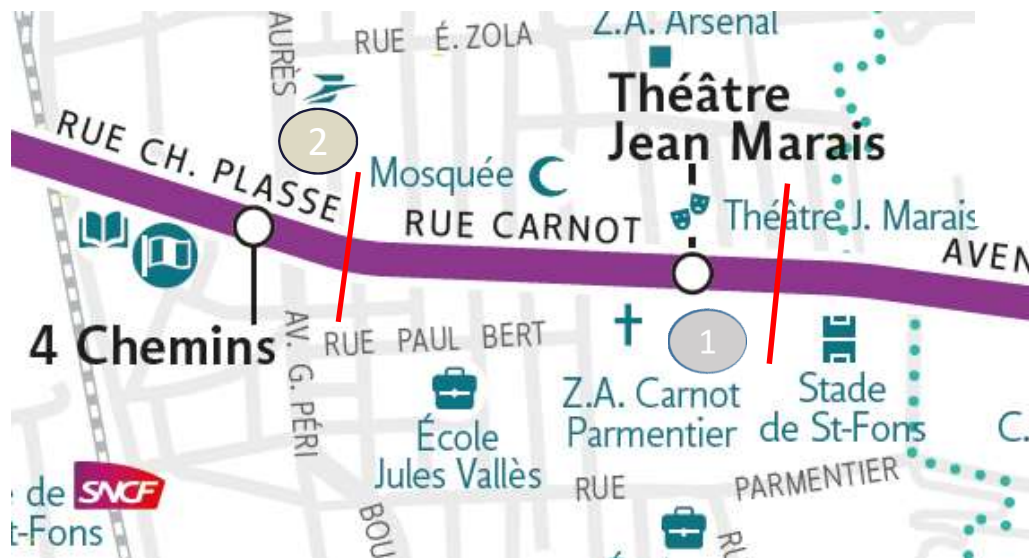 AURÈS
RUE É. ZOLA
Z.A. Arsenal
Théâtre
Jean Marais
RUE CH. PLASSE
2
Mosquée
RUE CARNOT
Théâtre J. Marais
AVEN
4 Chemins
AV. G. PÉRI
RUE PAUL BERT
1
École
Jules Vallès
Z.A. Carnot
Parmentier
Stade
de St-Fons
C.
RUE PARMENTIER
de SNCF
t-Fons
BOU
RU